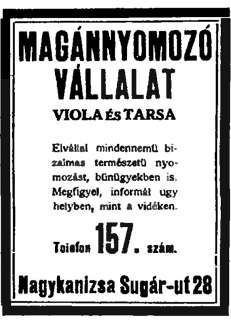 MAGÁNNYOMOZÓ
VÁLLALAT
VIOLA ÉS TARSA
Elvállal mindennemű bi-
zalmas természetű nyo-
mozást, bünügyekben is.
Megfigyel, informál ugy
helyben, mint a vidéken.
Telefon 157. szám.
Nagykanizsa Sugár-ut 28